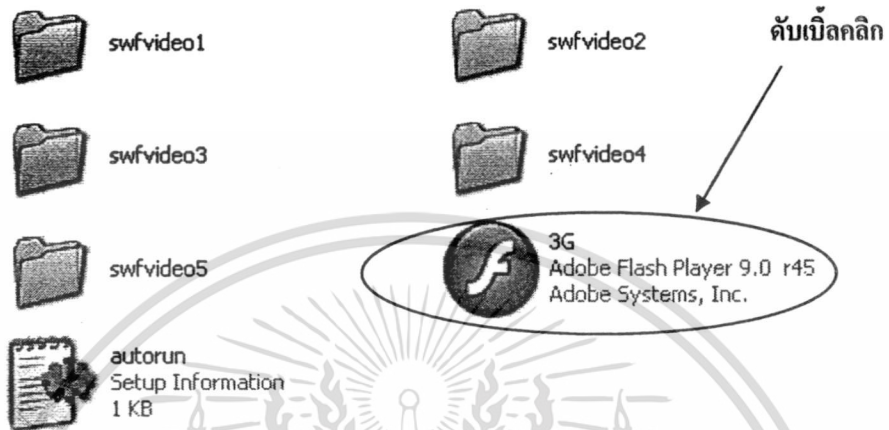 swfvideo1
swfvideo2
ดับเบิ้ลคลิก
swfvideo3
swfvideo4
swfvideo5
3G
Adobe Flash Player 9.0 r45
Adobe Systems, Inc.
autorun
Setup Information
1 KB